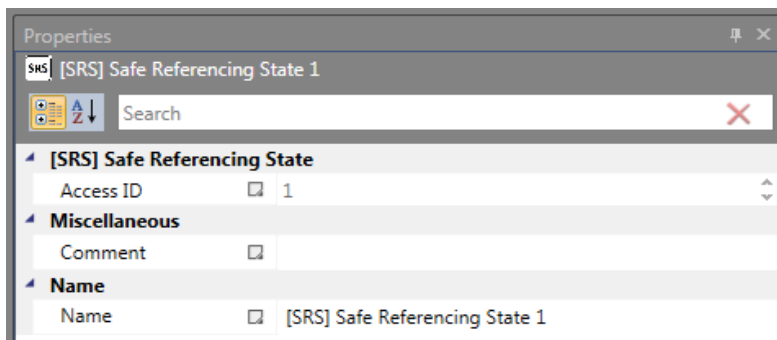 Properties
SHS [SRS] Safe Referencing State 1
A Z Search
[SRS] Safe Referencing State
Access ID 1
Miscellaneous
Comment
Name
Name [SRS] Safe Referencing State 1